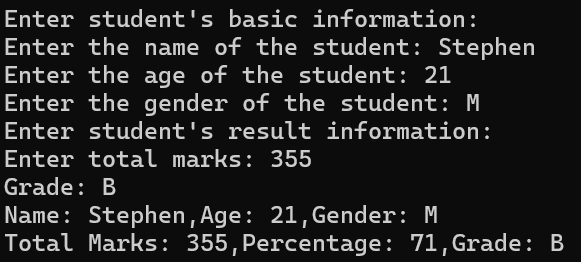 Enter student's basic information:
Enter the name of the student: Stephen
Enter the age of the student: 21
Enter the gender of the student: M
Enter student's result information:
Enter total marks: 355
Grade: B
Name: Stephen,Age: 21,Gender: M
Total Marks: 355,Percentage: 71,Grade: B